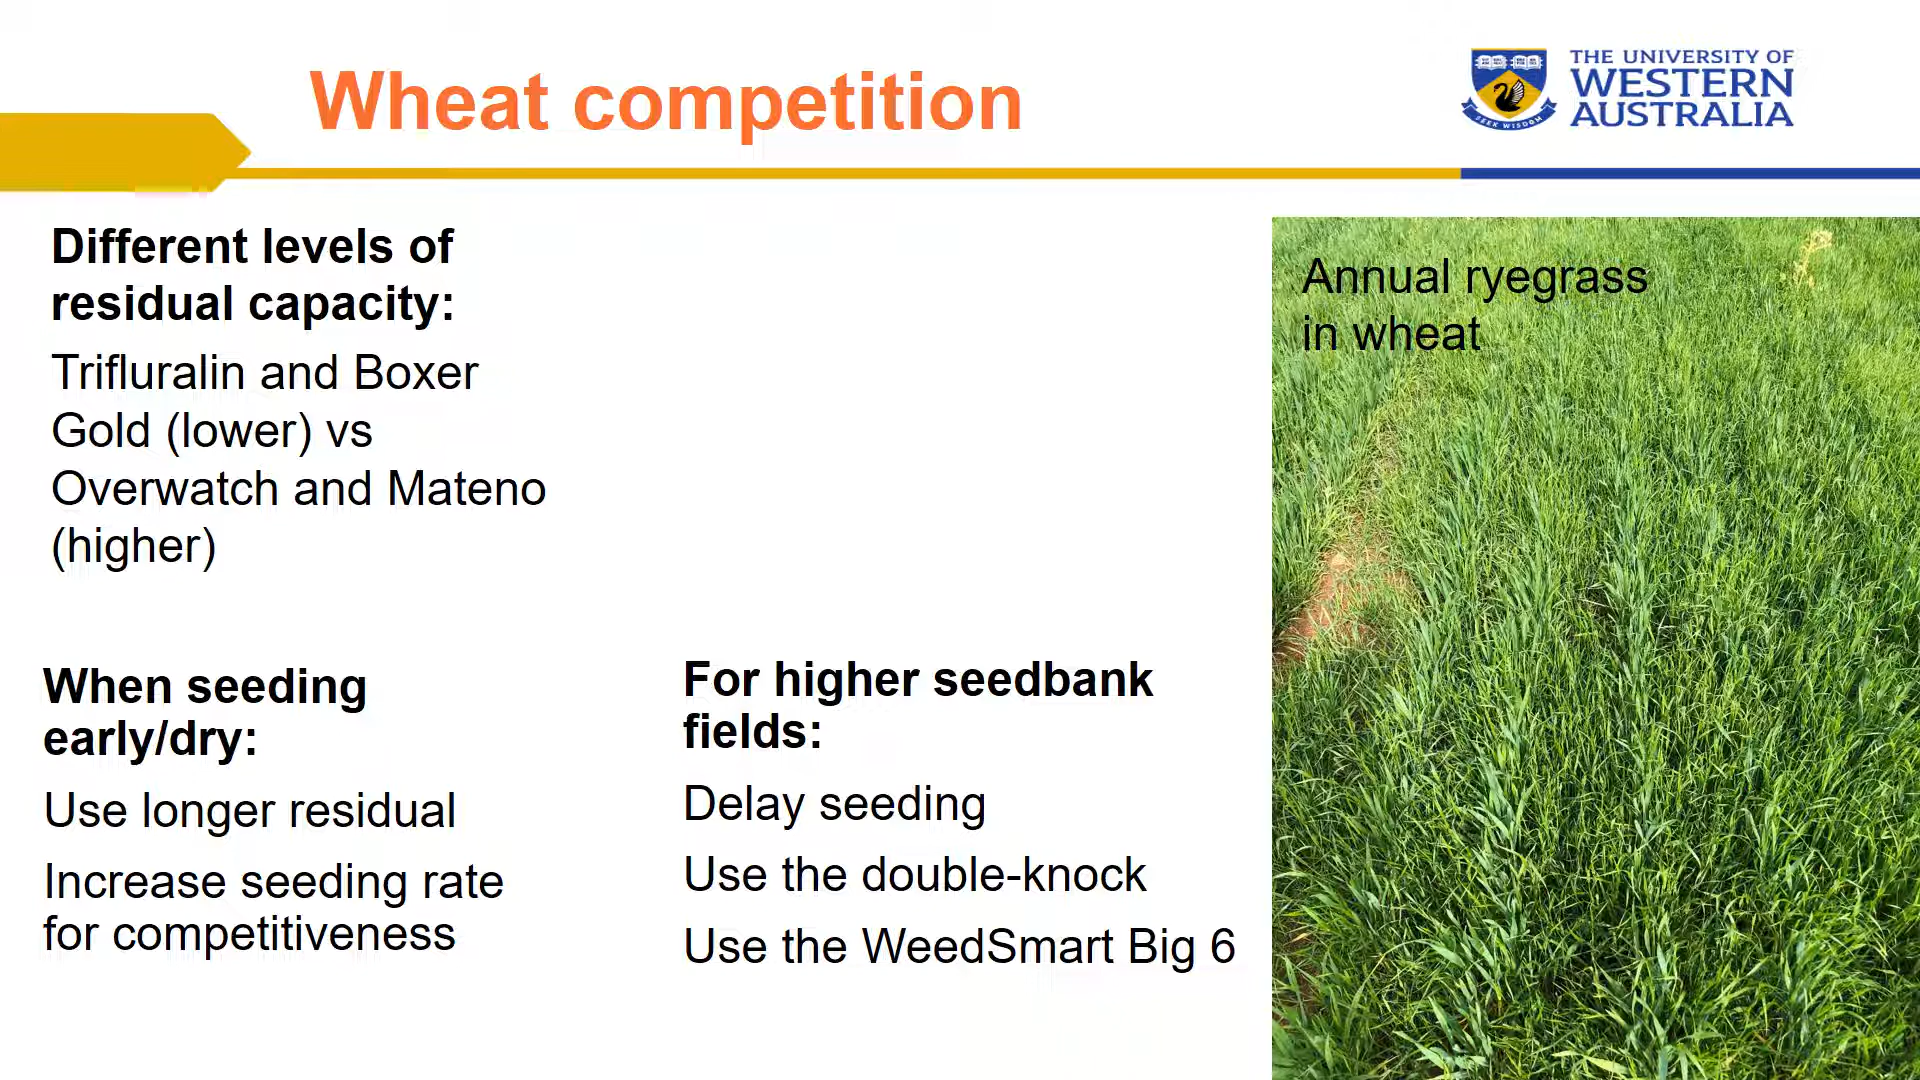 Wheat competition
THE UNIVERSITY OF
WESTERN
AUSTRALIA
SEEK WISDOM
Different levels of
residual capacity:
Trifluralin and Boxer
Gold (lower) vs
Overwatch and Mateno
(higher)
When seeding
early/dry:
Use longer residual
Increase seeding rate
for competitiveness
For higher seedbank
fields:
Delay seeding
Use the double-knock
Use the WeedSmart Big 6
Annual ryegrass
in wheat